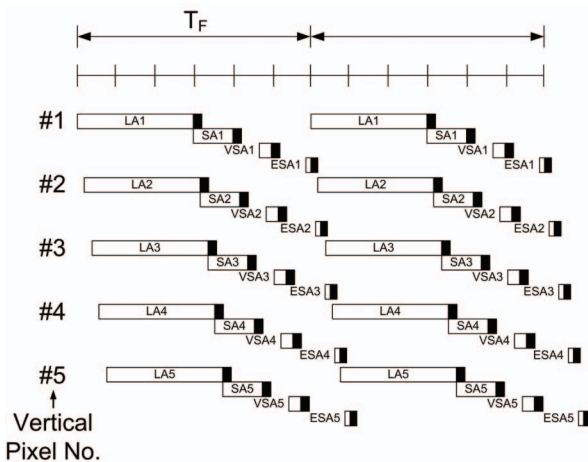 T_F
#1
LA1 LA1
SA1 SA1
VSA1 VSA1
ESA1 ESA1
#2
LA2 LA2
SA2 SA2
VSA2 VSA2
ESA2 ESA2
#3
LA3 LA3
SA3 SA3
VSA3 VSA3
ESA3 ESA3
#4
LA4 LA4
SA4 SA4
VSA4 VSA4
ESA4 ESA4
#5
LA5 LA5
SA5 SA5
VSA5 VSA5
ESA5 ESA5
Vertical
Pixel No.